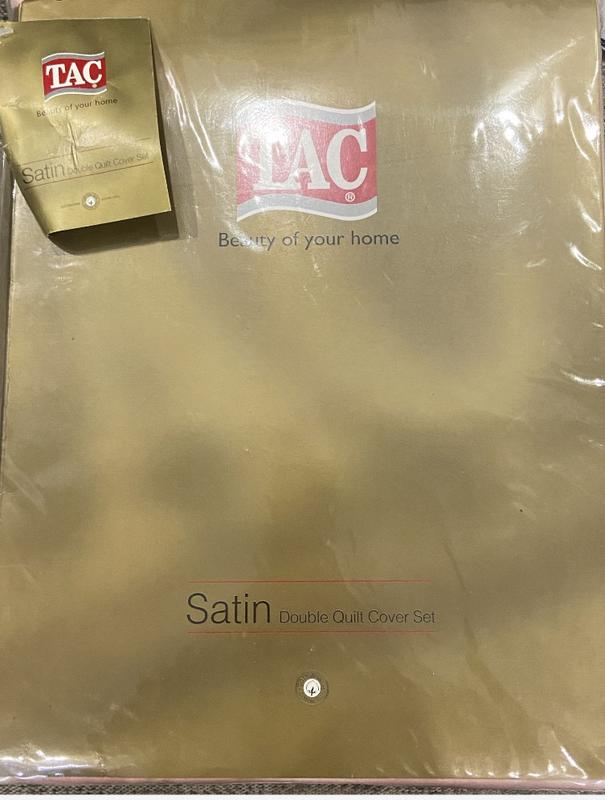 TAÇ
Beauty of your home
Satin Double Quilt Cover Set
TAC
®
Beauty of your home
Satin Double Quilt Cover Set